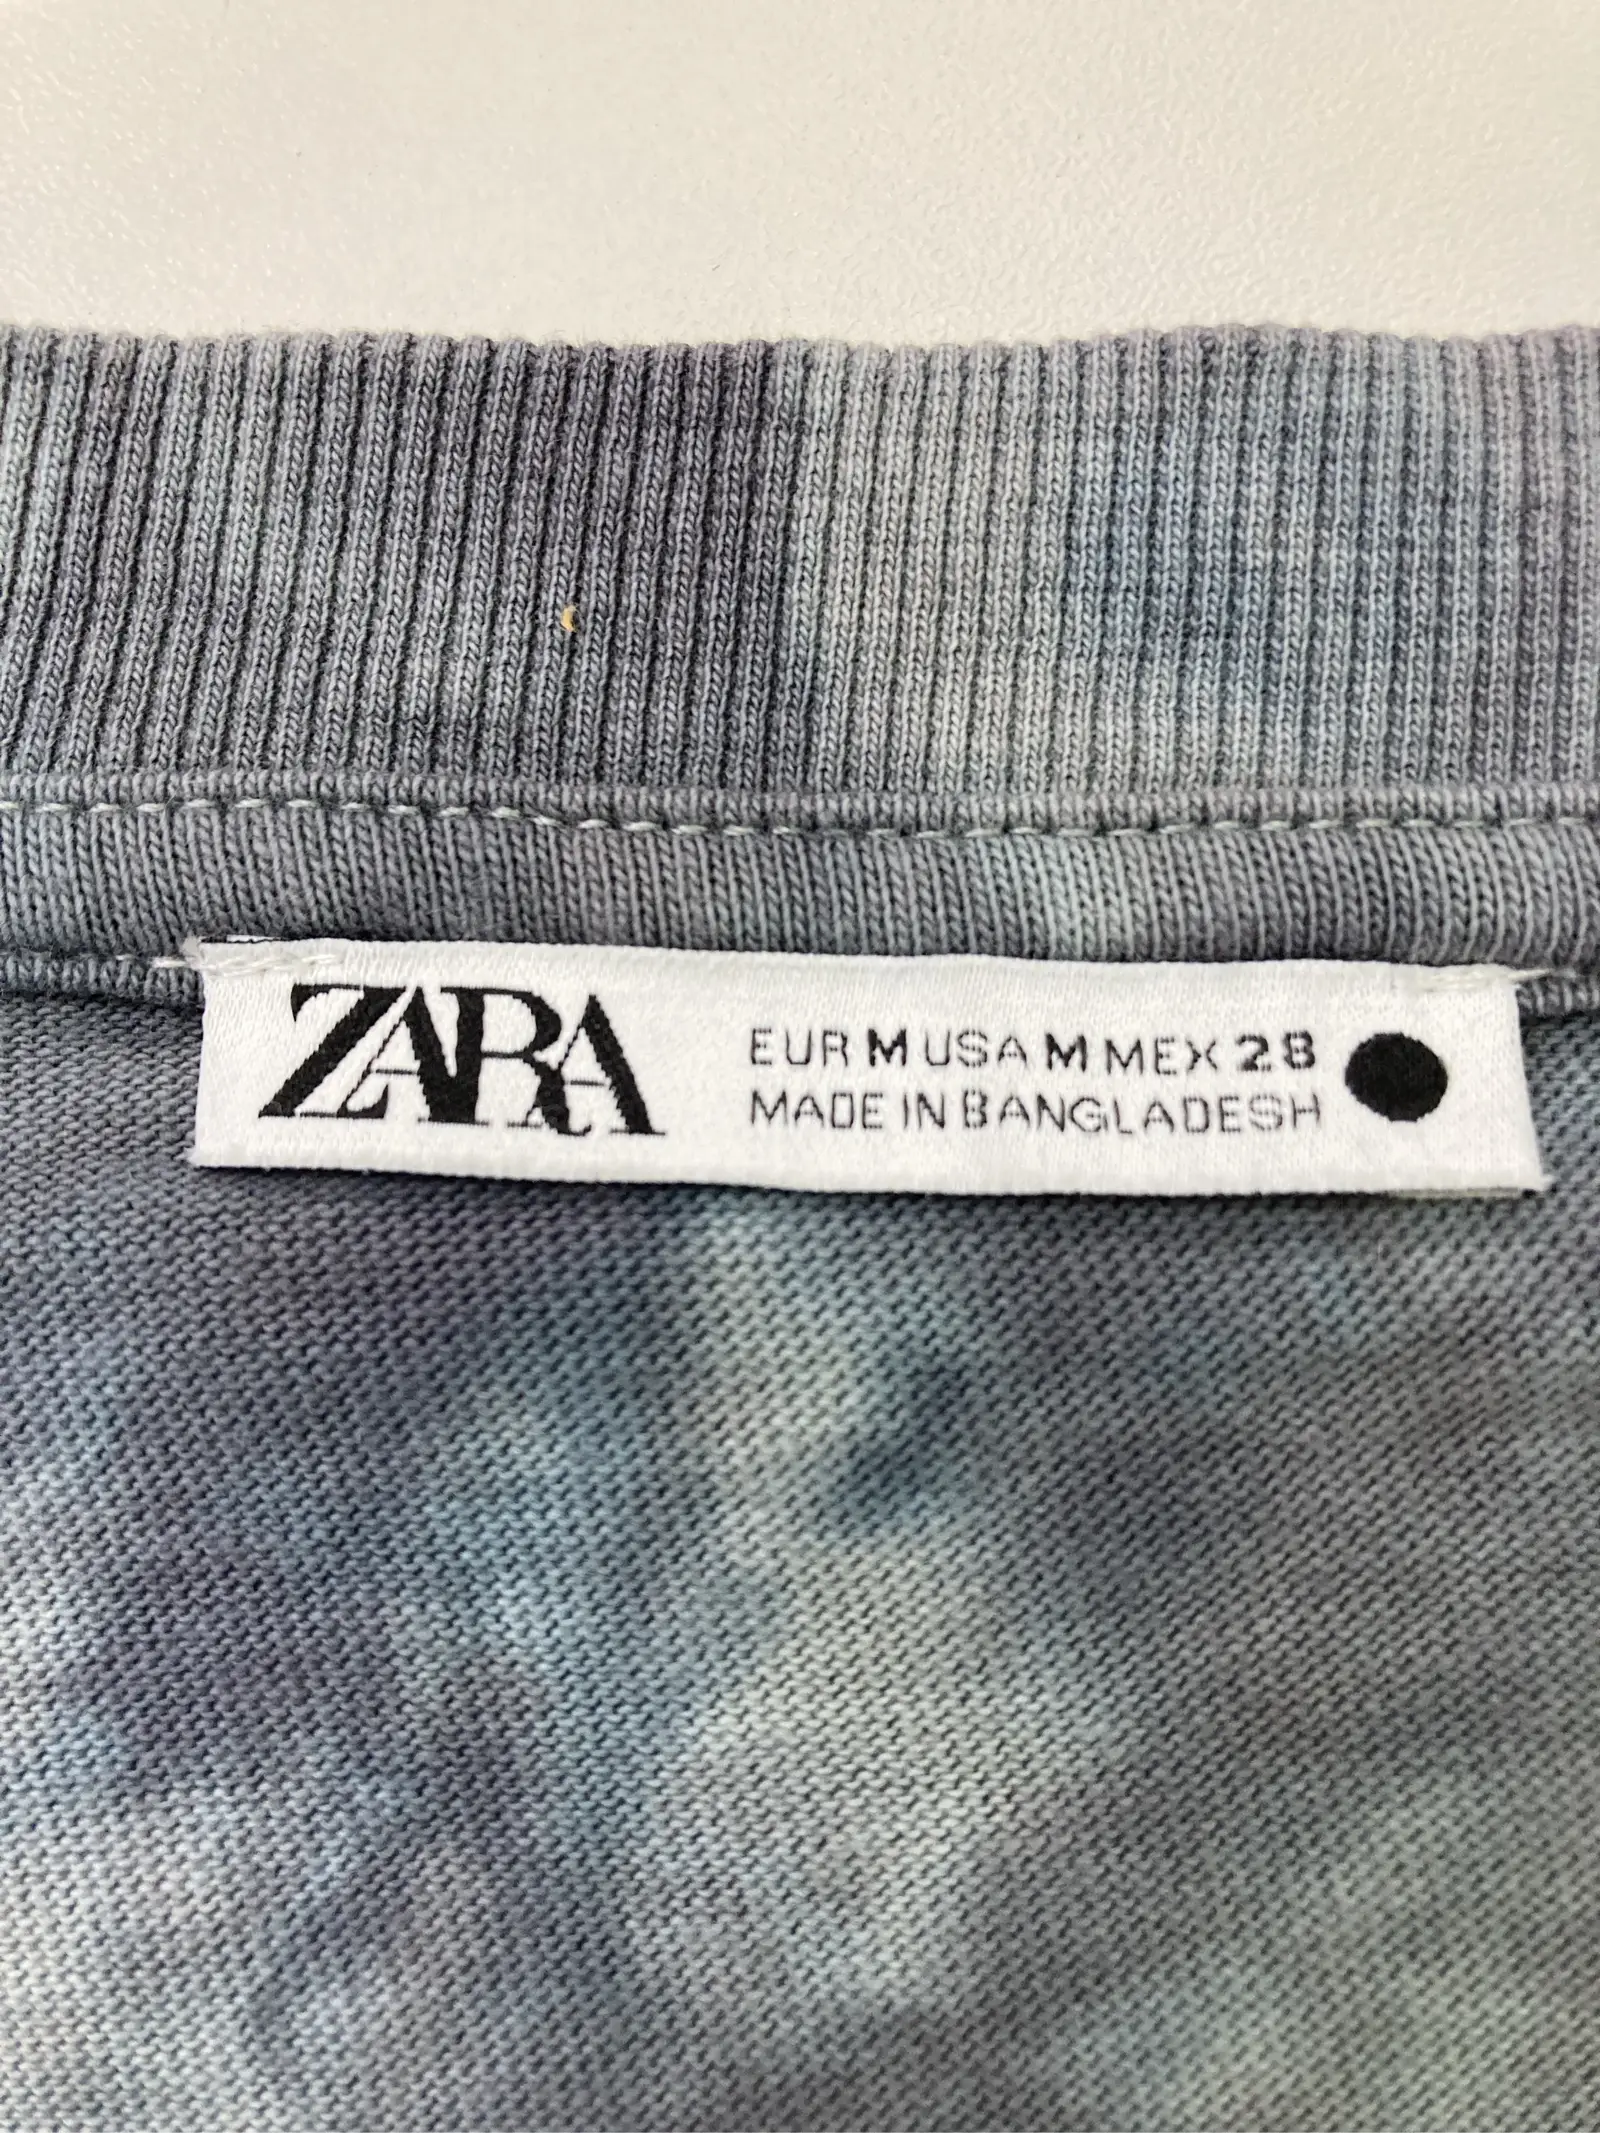 ZARA
EUR M USA M MEX 28
MADE IN BANGLADESH